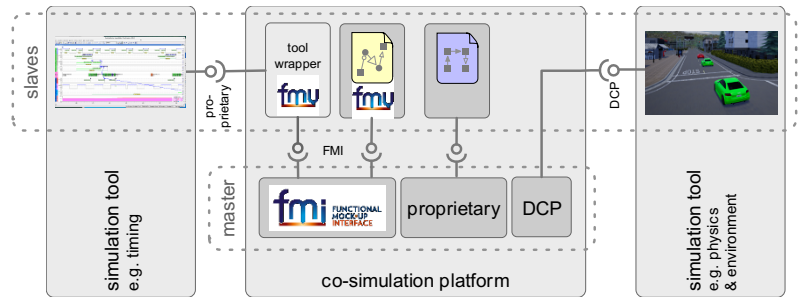 slaves
simulation tool
e.g. timing
pro-
prietary
tool
wrapper
fmu
fmu
FMI
master
fmi
FUNCTIONAL
MOCK-UP
INTERFACE
proprietary
DCP
co-simulation platform
DCP
simulation tool
e.g. physics
& environment